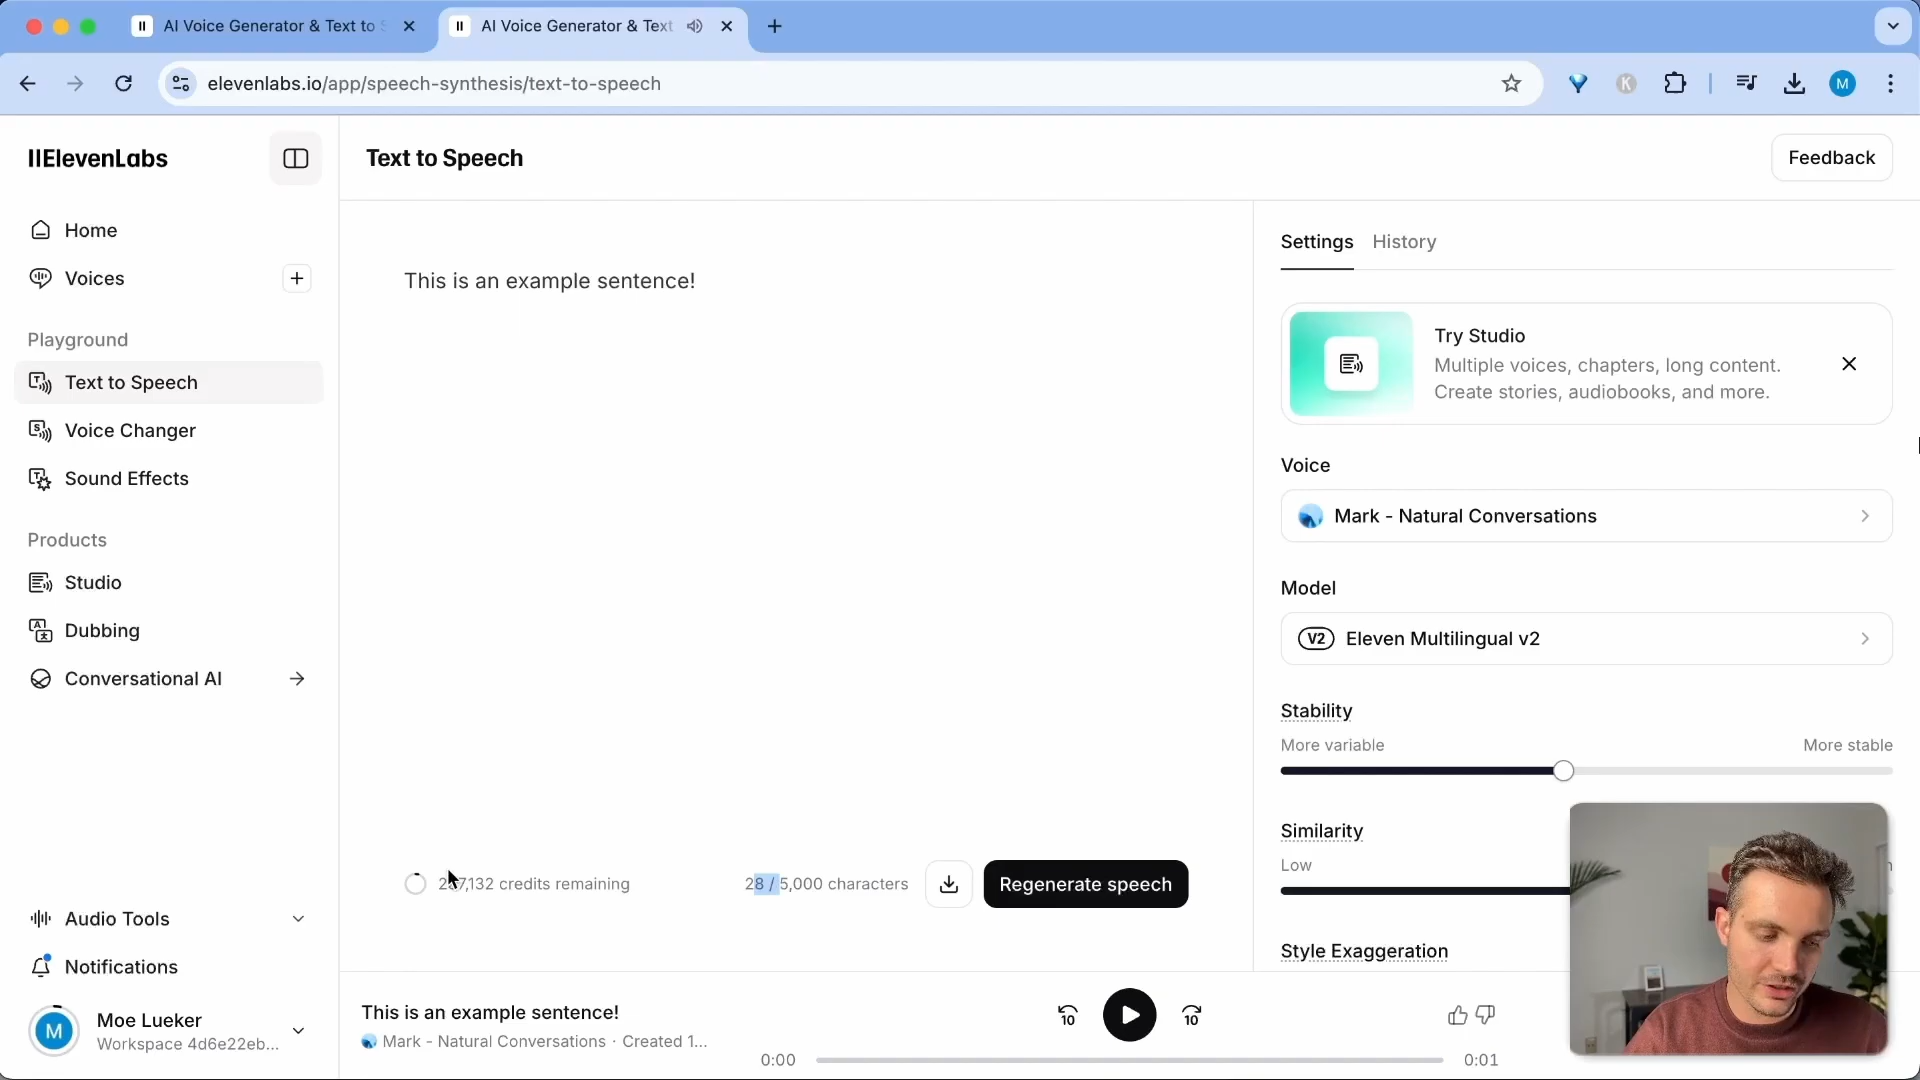 AI Voice Generator & Text to S
AI Voice Generator & Text
elevenlabs.io/app/speech-synthesis/text-to-speech
K
M
IIElevenLabs
Text to Speech
Feedback
Home
Voices
Playground
Text to Speech
Voice Changer
Sound Effects
Products
Studio
Dubbing
Conversational AI
Audio Tools
Notifications
M
Moe Lueker
Workspace 4d6e22eb...
This is an example sentence!
credits remaining
28 / 5,000 characters
Regenerate speech
Settings
History
Try Studio
Multiple voices, chapters, long content.
Create stories, audiobooks, and more.
Voice
Mark - Natural Conversations
Model
V2 Eleven Multilingual v2
Stability
More variable
More stable
Similarity
Low
Style Exaggeration
This is an example sentence!
Mark - Natural Conversations · Created 1...
10
10
0:00
0:01